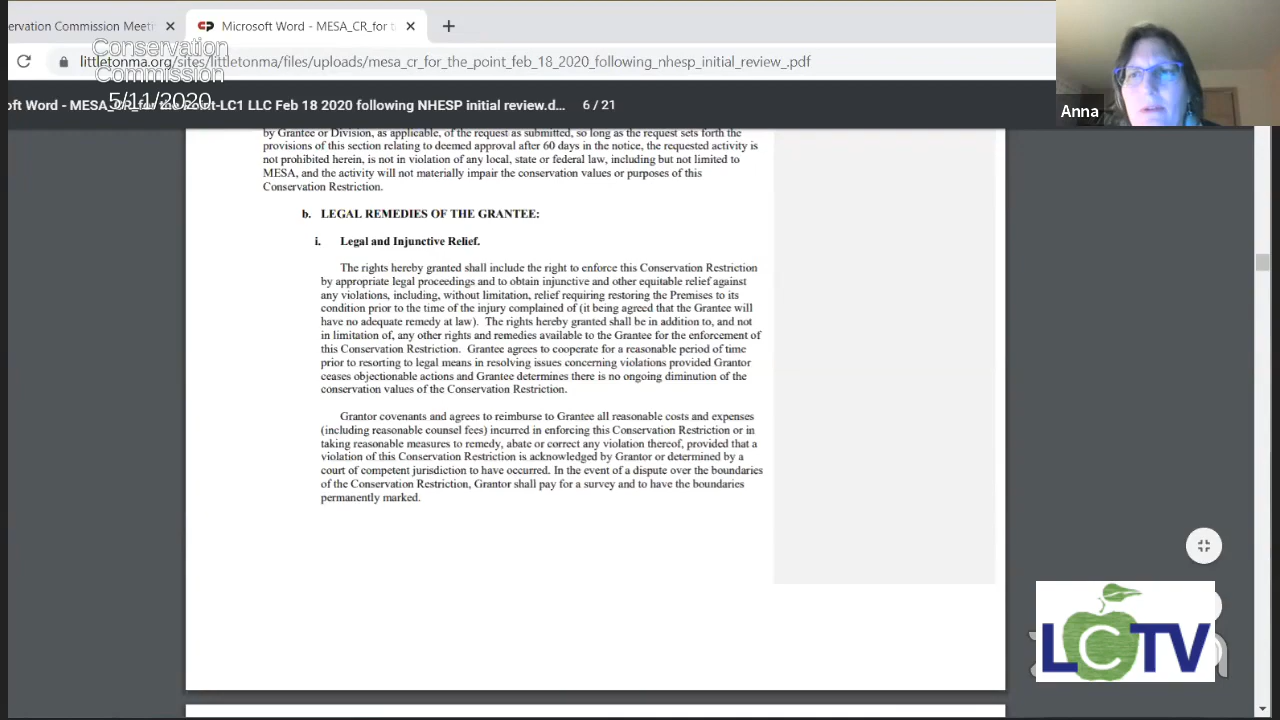 servation Commission Meeti
Microsoft Word - MESA_CR_for t
Conservation
Commission
5/11/2020
littletonma.org/sites/littletonma/files/uploads/mesa_cr_for_the_point_feb_18_2020_following_nhesp_initial_review_.pdf
oft Word - MESA_CR_for the Point-LC1 LLC Feb 18 2020 following NHESP initial review.d... 6 / 21
Anna
by Grantee or Division, as applicable, of the request as submitted, so long as the request sets forth the
provisions of this section relating to deemed approval after 60 days in the notice, the requested activity is
not prohibited herein, is not in violation of any local, state or federal law, including but not limited to
MESA, and the activity will not materially impair the conservation values or purposes of this
Conservation Restriction.
b. LEGAL REMEDIES OF THE GRANTEE:
i. Legal and Injunctive Relief.
The rights hereby granted shall include the right to enforce this Conservation Restriction
by appropriate legal proceedings and to obtain injunctive and other equitable relief against
any violations, including, without limitation, relief requiring restoring the Premises to its
condition prior to the time of the injury complained of (it being agreed that the Grantee will
have no adequate remedy at law). The rights hereby granted shall be in addition to, and not
in limitation of, any other rights and remedies available to the Grantee for the enforcement of
this Conservation Restriction. Grantee agrees to cooperate for a reasonable period of time
prior to resorting to legal means in resolving issues concerning violations provided Grantor
ceases objectionable actions and Grantee determines there is no ongoing diminution of the
conservation values of the Conservation Restriction.
Grantor covenants and agrees to reimburse to Grantee all reasonable costs and expenses
(including reasonable counsel fees) incurred in enforcing this Conservation Restriction or in
taking reasonable measures to remedy, abate or correct any violation thereof, provided that a
violation of this Conservation Restriction is acknowledged by Grantor or determined by a
court of competent jurisdiction to have occurred. In the event of a dispute over the boundaries
of the Conservation Restriction, Grantor shall pay for a survey and to have the boundaries
permanently marked.
LCTV